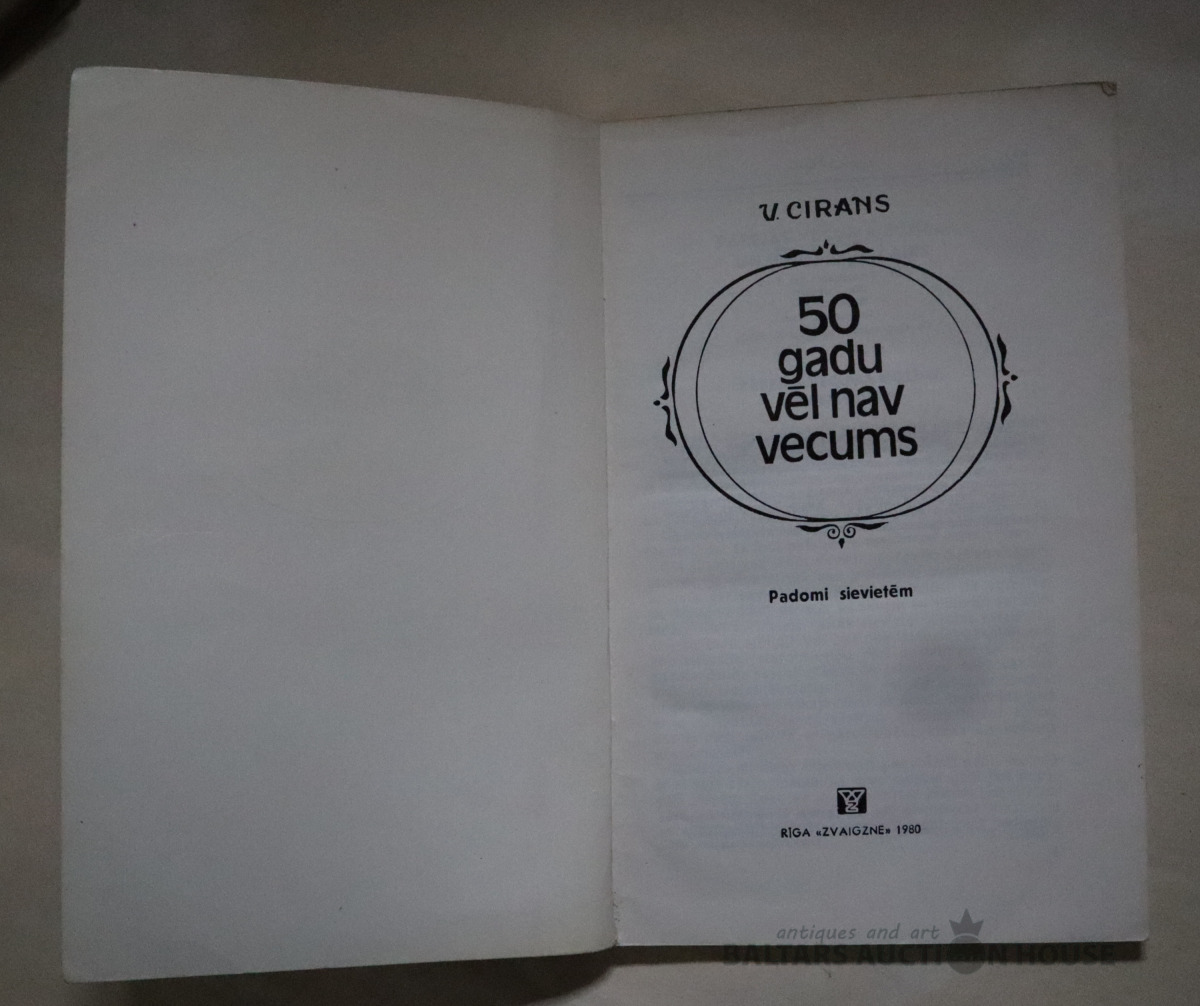 V. CIRANS
50
gadu
vēl nav
vecums
Padomi sievietēm
RĪGA «ZVAIGZNE» 1980
antiques and art
BALTARS AUCTION HOUSE